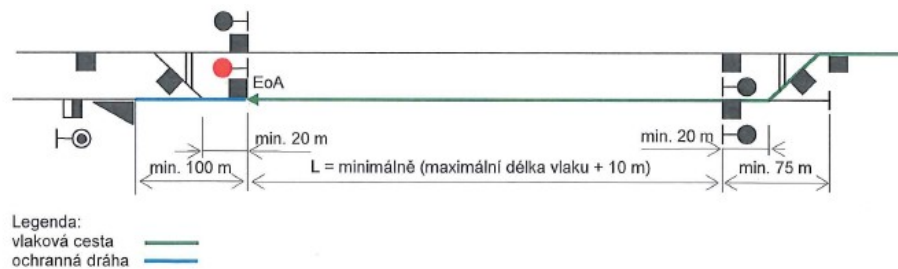 EoA
min. 20 m
min. 20 m
min. 100 m
L = minimálně (maximální délka vlaku + 10 m)
min. 75 m
Legenda:
vlaková cesta
ochranná dráha